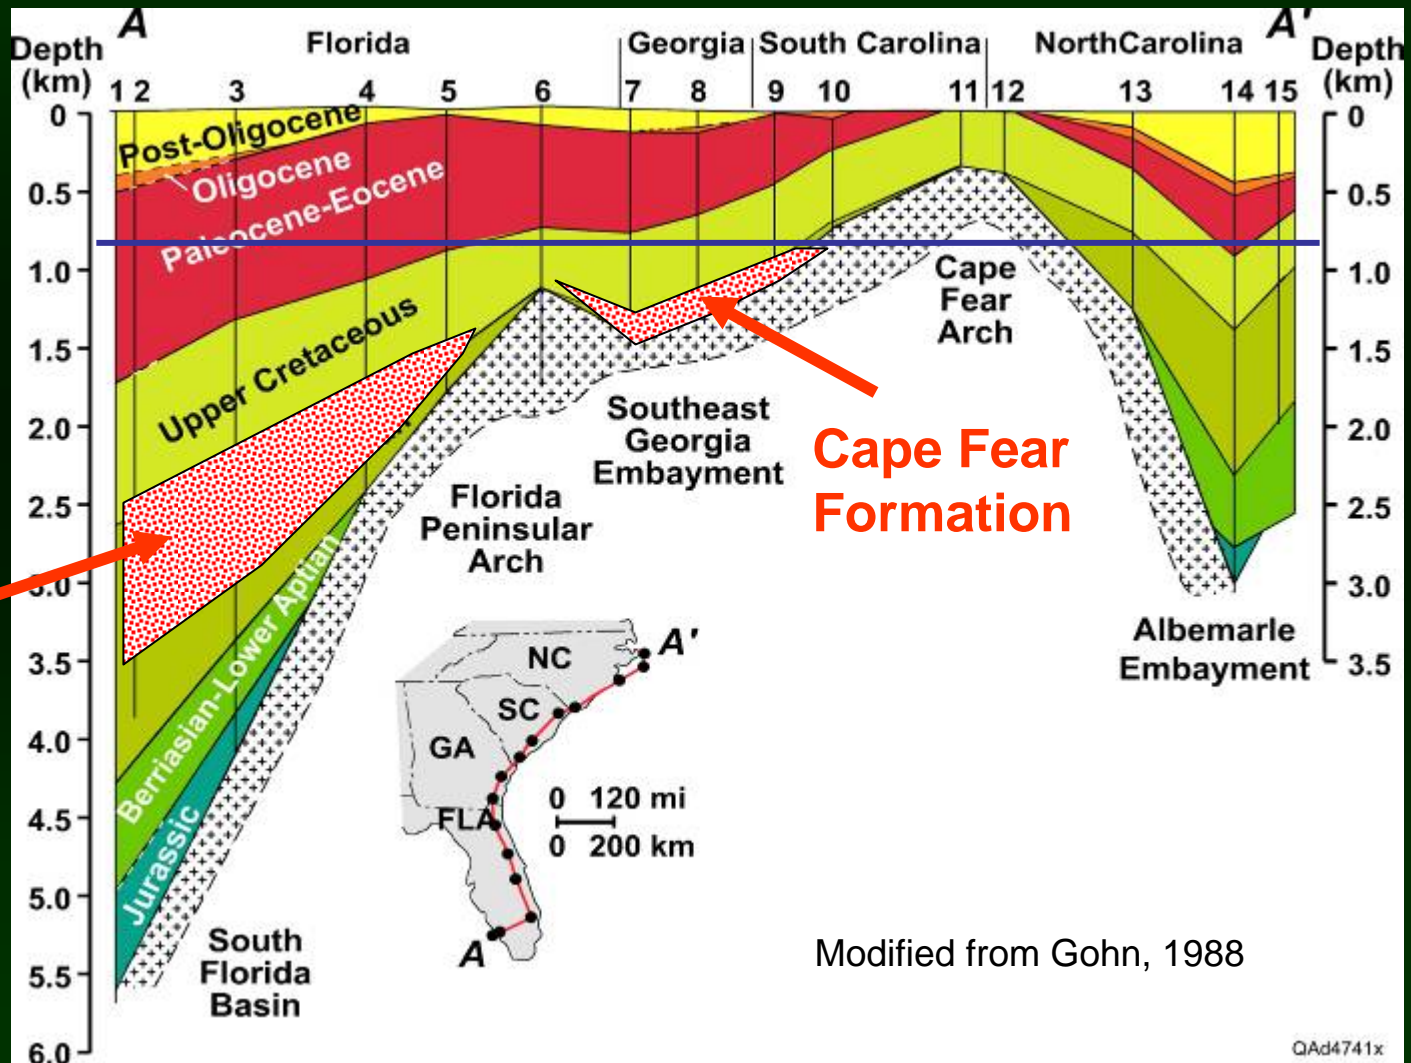 A
A'
Florida
Georgia
South Carolina
NorthCarolina
Depth
(km)
Depth
(km)
1 2 3 4 5 6 7 8 9 10 11 12 13 14 15
0
0.5
1.0
1.5
2.0
2.5
3.0
3.5
4.0
4.5
5.0
5.5
6.0
0
0.5
1.0
1.5
2.0
2.5
3.0
3.5
Post-Oligocene
Oligocene
Paleocene-Eocene
Upper Cretaceous
Berriasian-Lower Aptian
Jurassic
South
Florida
Basin
Florida
Peninsular
Arch
Southeast
Georgia
Embayment
Cape
Fear
Arch
Cape Fear
Formation
Albemarle
Embayment
NC
SC
GA
FLA
A'
A
0 120 mi
0 200 km
Modified from Gohn, 1988
QAd4741x